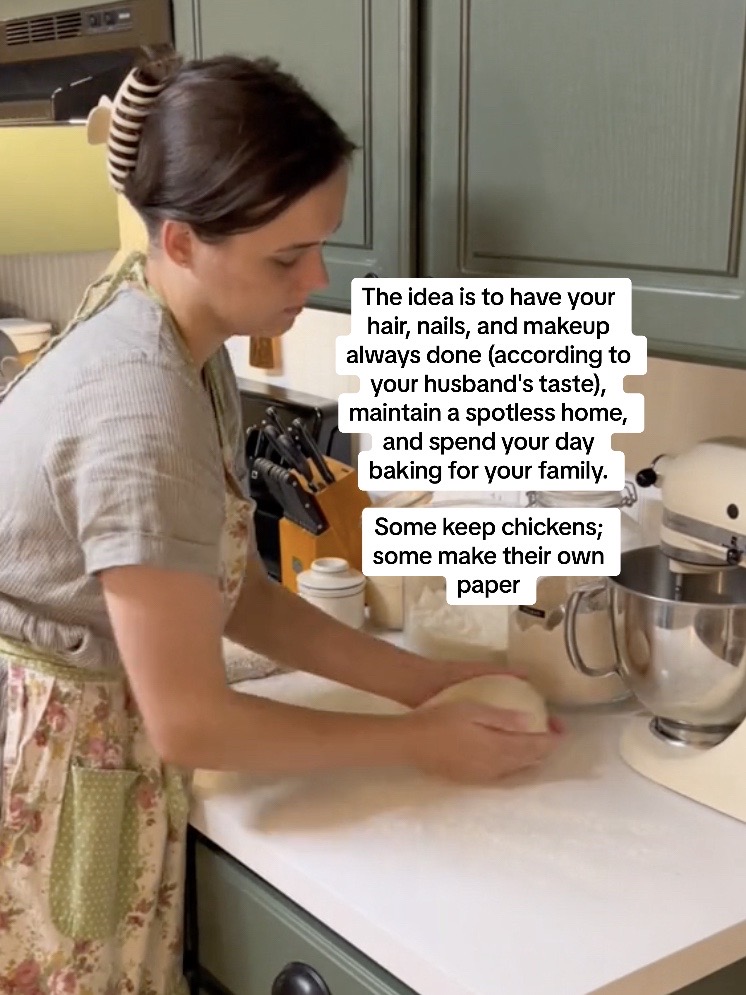 The idea is to have your
hair, nails, and makeup
always done (according to
your husband's taste),
maintain a spotless home,
and spend your day
baking for your family.
Some keep chickens;
some make their own
paper